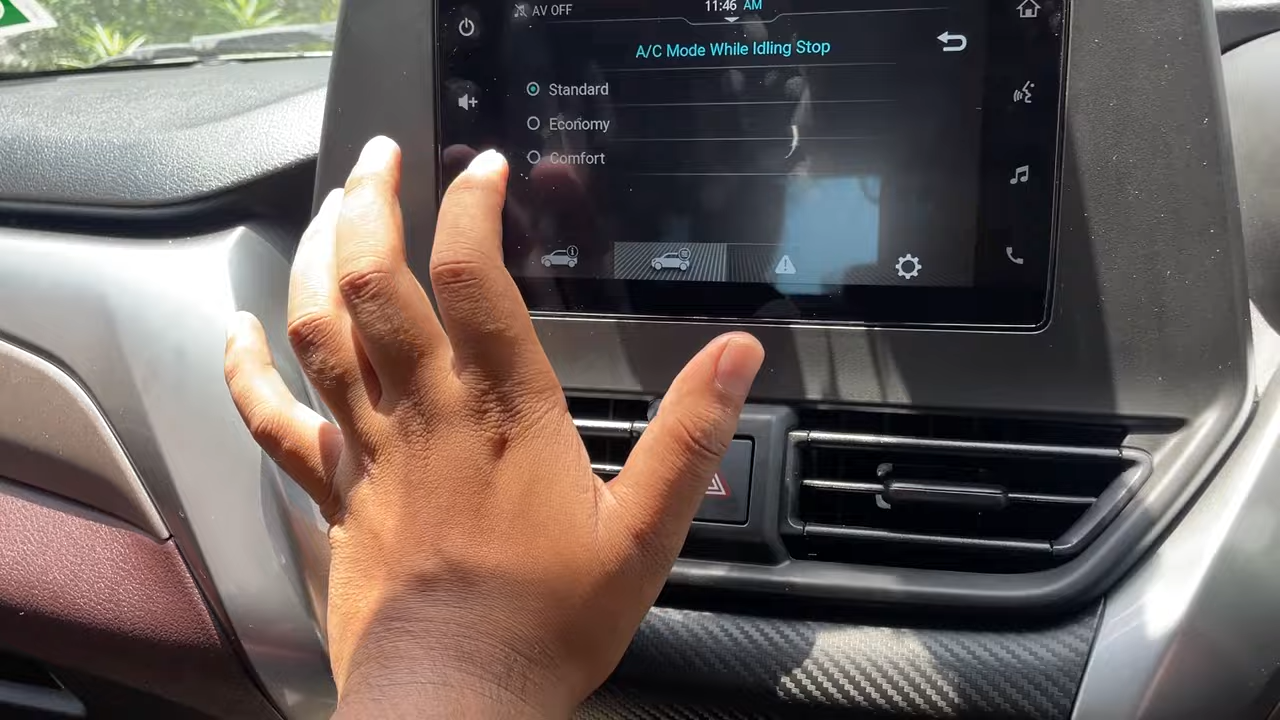 AV OFF
11:46 AM
A/C Mode While Idling Stop
Standard
Economy
Comfort